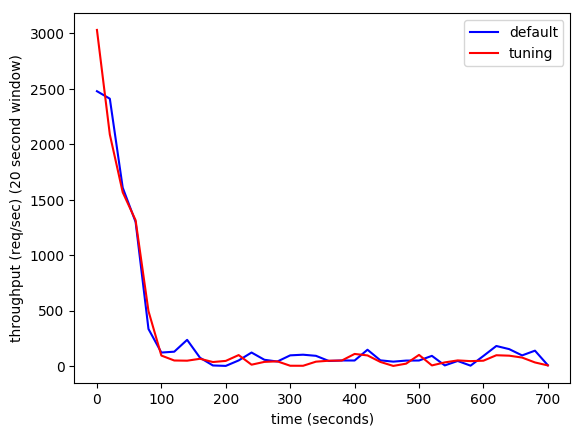 default
tuning
3000
2500
2000
1500
1000
500
0
throughput (req/sec) (20 second window)
0 100 200 300 400 500 600 700
time (seconds)